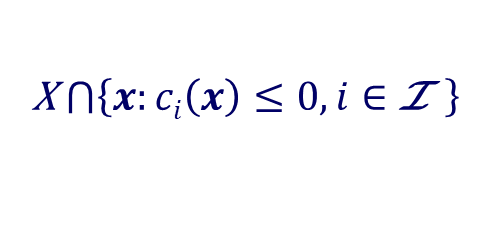 X∩{x: cᵢ(x) ≤ 0, i ∈ ℐ}